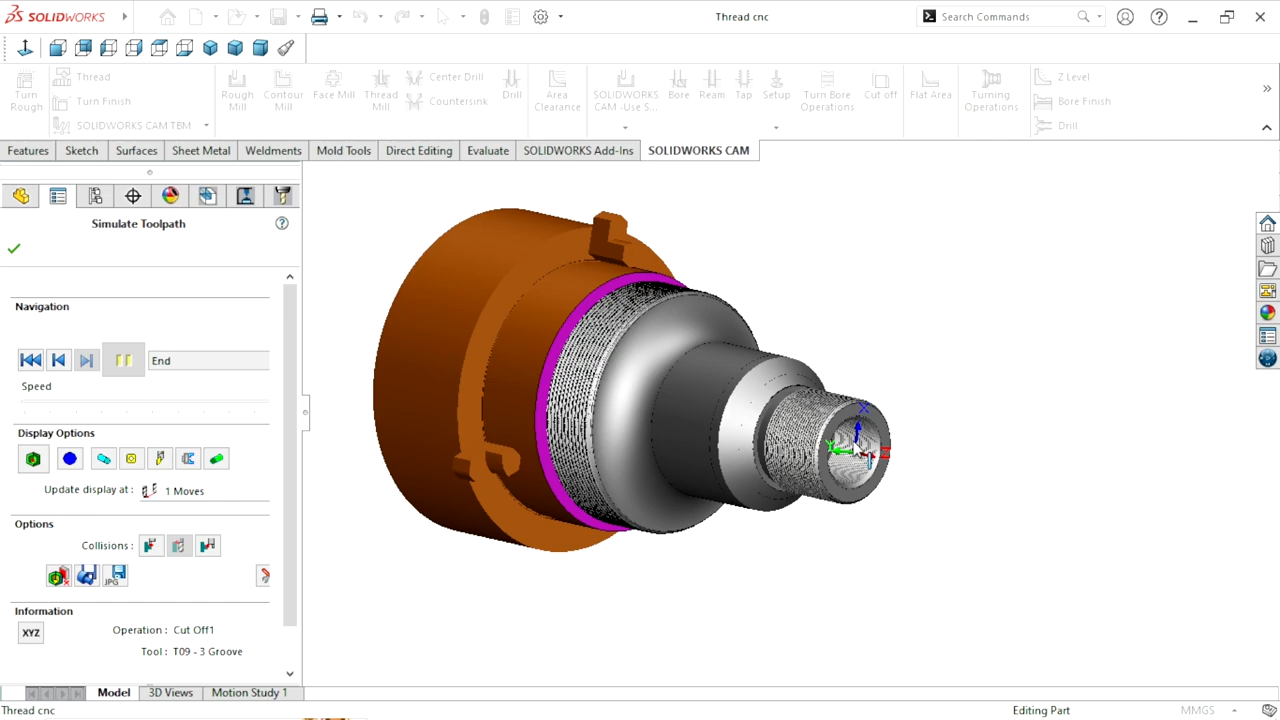 SOLIDWORKS
Thread cnc
Search Commands
Turn Rough
Thread
Turn Finish
SOLIDWORKS CAM TBM
Rough Mill
Contour Mill
Face Mill
Thread Mill
Center Drill
Countersink
Drill
Area Clearance
SOLIDWORKS CAM -Use S...
Bore
Ream
Tap
Setup
Turn Bore Operations
Cut off
Flat Area
Turning Operations
Z Level
Bore Finish
Drill
Features
Sketch
Surfaces
Sheet Metal
Weldments
Mold Tools
Direct Editing
Evaluate
SOLIDWORKS Add-Ins
SOLIDWORKS CAM
Simulate Toolpath
Navigation
End
Speed
Display Options
Update display at :
1 Moves
Options
Collisions :
JPG
Information
XYZ
Operation : Cut Off1
Tool : T09 - 3 Groove
X
Y
Z
Model
3D Views
Motion Study 1
Thread cnc
Editing Part
MMGS